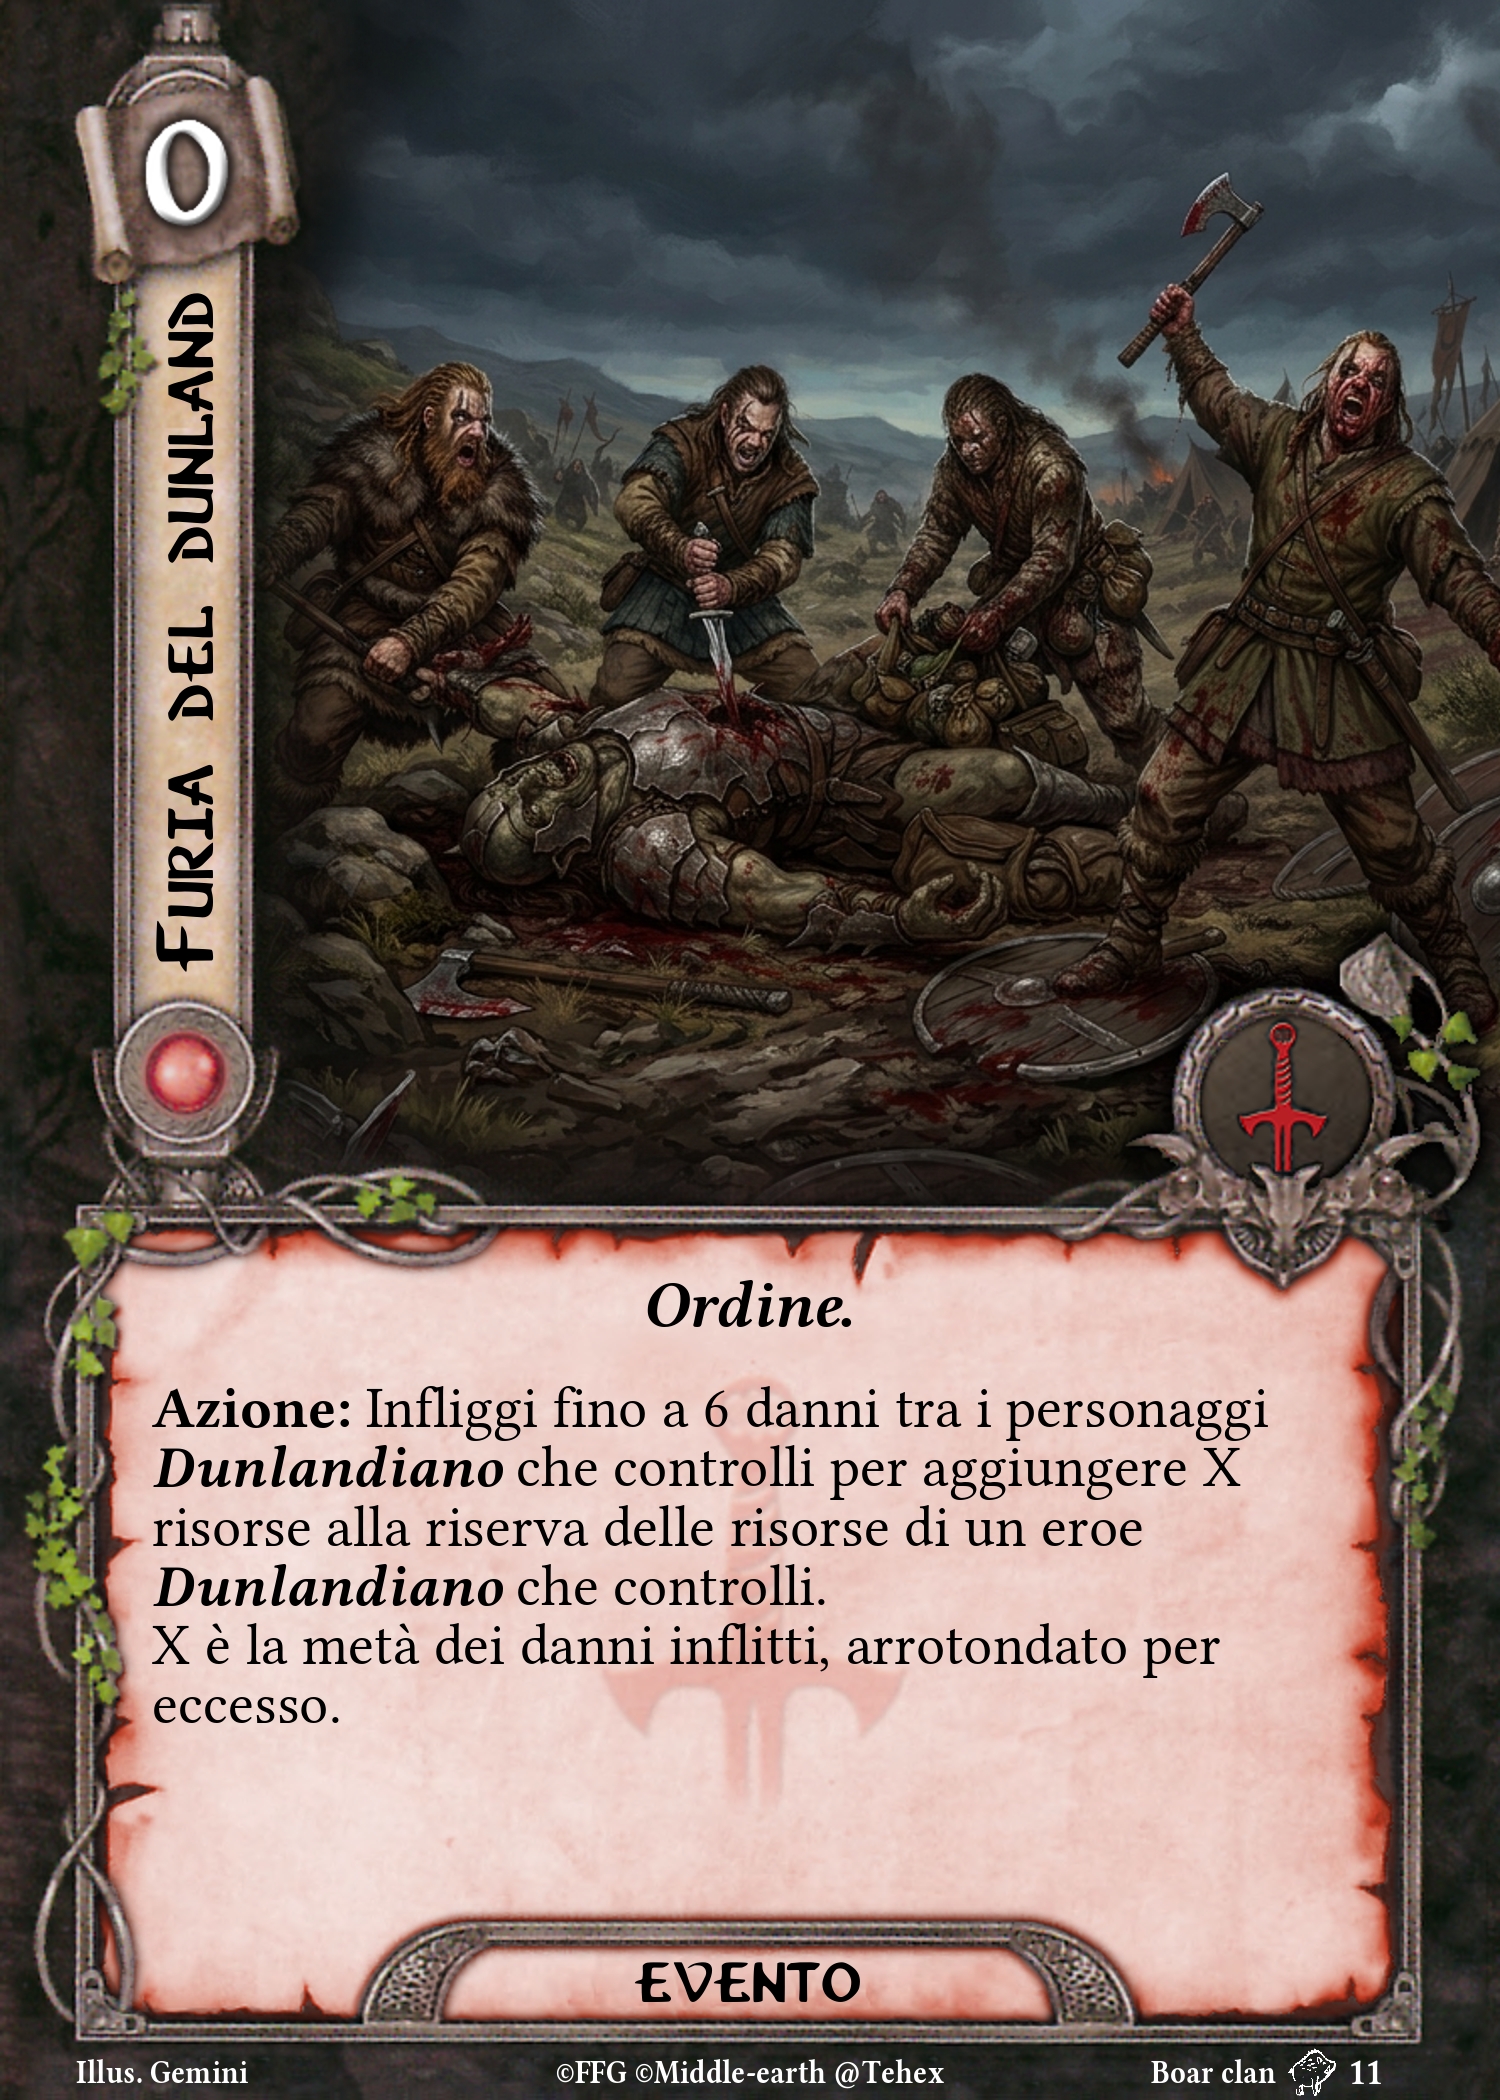 0
Furia del Dunland
Ordine.
Azione: Infliggi fino a 6 danni tra i personaggi
Dunlandiano che controlli per aggiungere X
risorse alla riserva delle risorse di un eroe
Dunlandiano che controlli.
X è la metà dei danni inflitti, arrotondato per
eccesso.
EVENTO
Illus. Gemini ©FFG ©Middle-earth @Tehex Boar clan 11